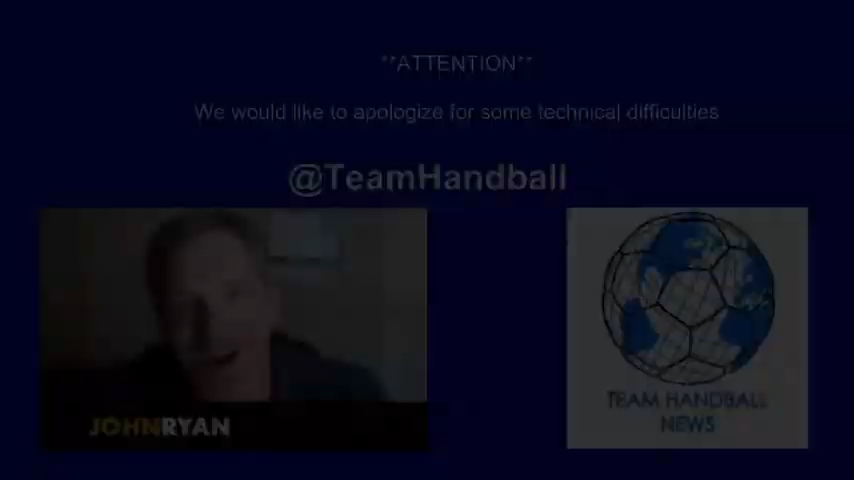 **ATTENTION**
We would like to apologize for some technical difficulties
@TeamHandball
JOHNRYAN
TEAM HANDBALL
NEWS